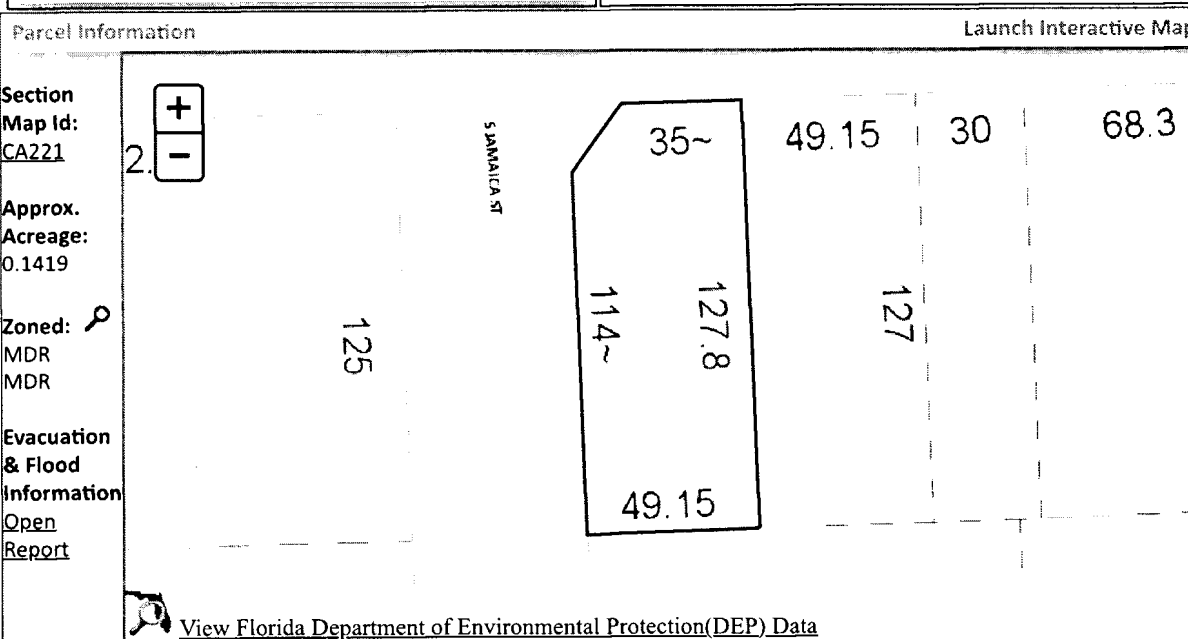 Parcel Information
Launch Interactive Map
Section
Map Id:
CA221
Approx.
Acreage:
0.1419
Zoned:
MDR
MDR
Evacuation
& Flood
Information
Open
Report
+
−
2.
S JAMAICA ST
35~
49.15
30
68.3
125
114~
127.8
127
49.15
View Florida Department of Environmental Protection(DEP) Data